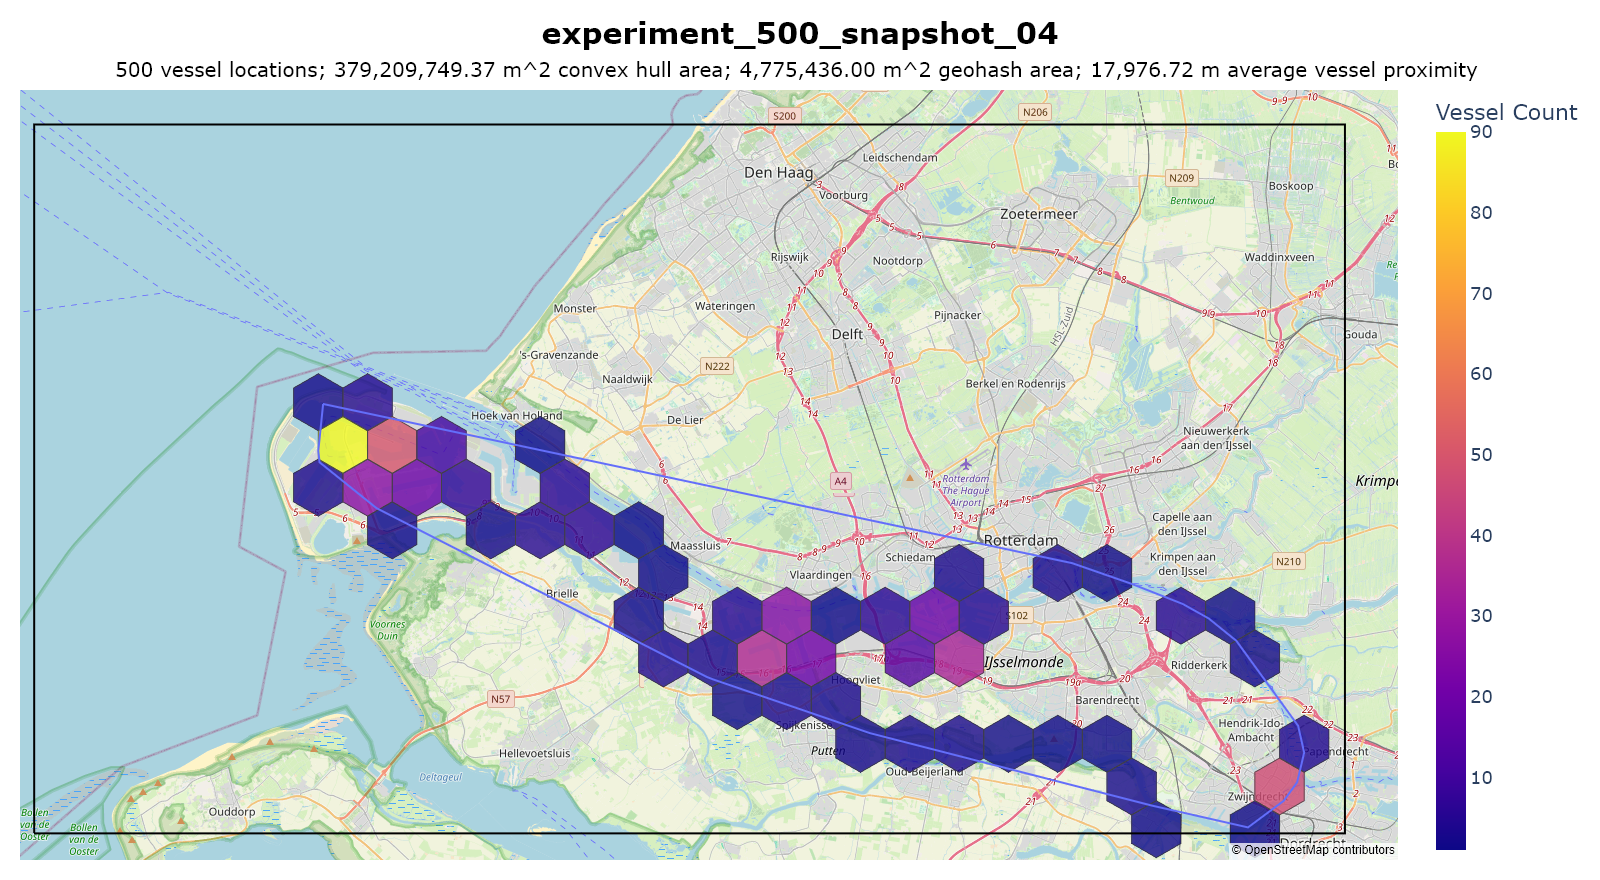 experiment_500_snapshot_04
500 vessel locations; 379,209,749.37 m^2 convex hull area; 4,775,436.00 m^2 geohash area; 17,976.72 m average vessel proximity
Vessel Count
90
80
70
60
50
40
30
20
10
S200
N206
Leidschendam
Den Haag
Voorburg
N209
Boskoop
Bentwoud
Zoetermeer
Rijswijk
Nootdorp
Waddinxveen
Monster
Wateringen
Pijnacker
HSL-Zuid
Delft
Gouda
's-Gravenzande
N222
Naaldwijk
Berkel en Rodenrijs
Hoek van Holland
De Lier
Nieuwerkerk
aan den IJssel
A4
Rotterdam
The Hague
Airport
Krimpe
Capelle aan
den IJssel
Rotterdam
Maassluis
Schiedam
Krimpen aan
den IJssel
N210
Vlaardingen
Brielle
S102
Voornes
Duin
IJsselmonde
Ridderkerk
Hoogvliet
N57
Barendrecht
Spijkenisse
Hendrik-Ido-
Ambacht
Hellevoetsluis
Putten
Papendrecht
Oud-Beijerland
Deltageul
Zwijndrecht
Ouddorp
Bollen
van de
Ooster
Bollen
van de
Ooster
Dordrecht
© OpenStreetMap contributors